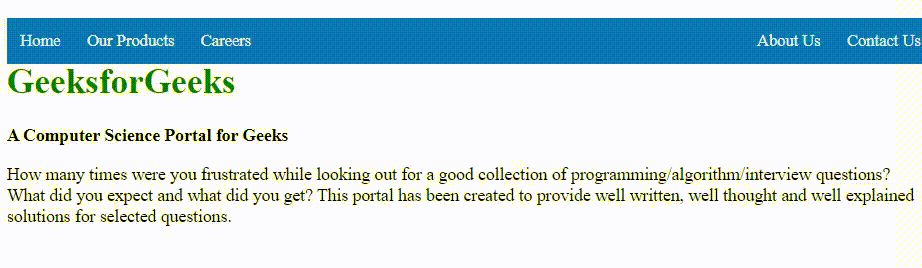 Home Our Products Careers About Us Contact Us
GeeksforGeeks
A Computer Science Portal for Geeks
How many times were you frustrated while looking out for a good collection of programming/algorithm/interview questions?
What did you expect and what did you get? This portal has been created to provide well written, well thought and well explained
solutions for selected questions.